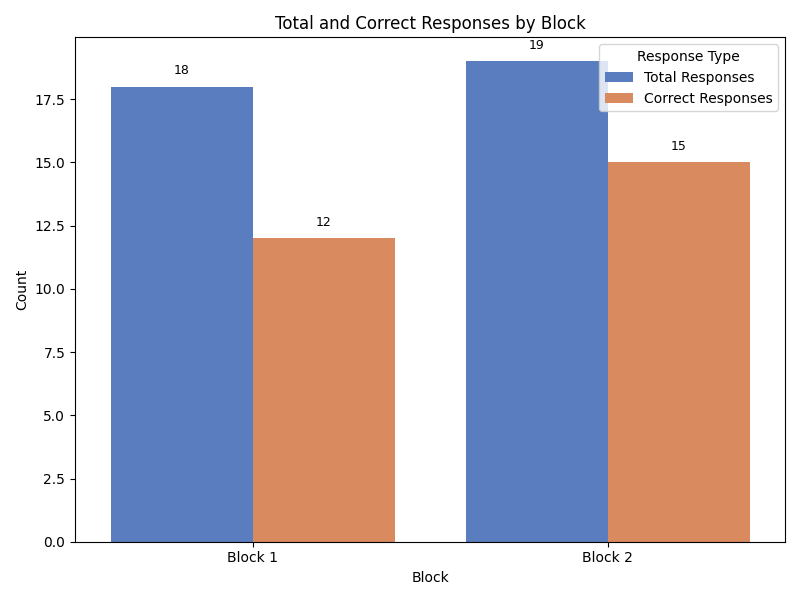 Total and Correct Responses by Block
Response Type
Total Responses
Correct Responses
18
12
19
15
Count
17.5
15.0
12.5
10.0
7.5
5.0
2.5
0.0
Block 1
Block 2
Block